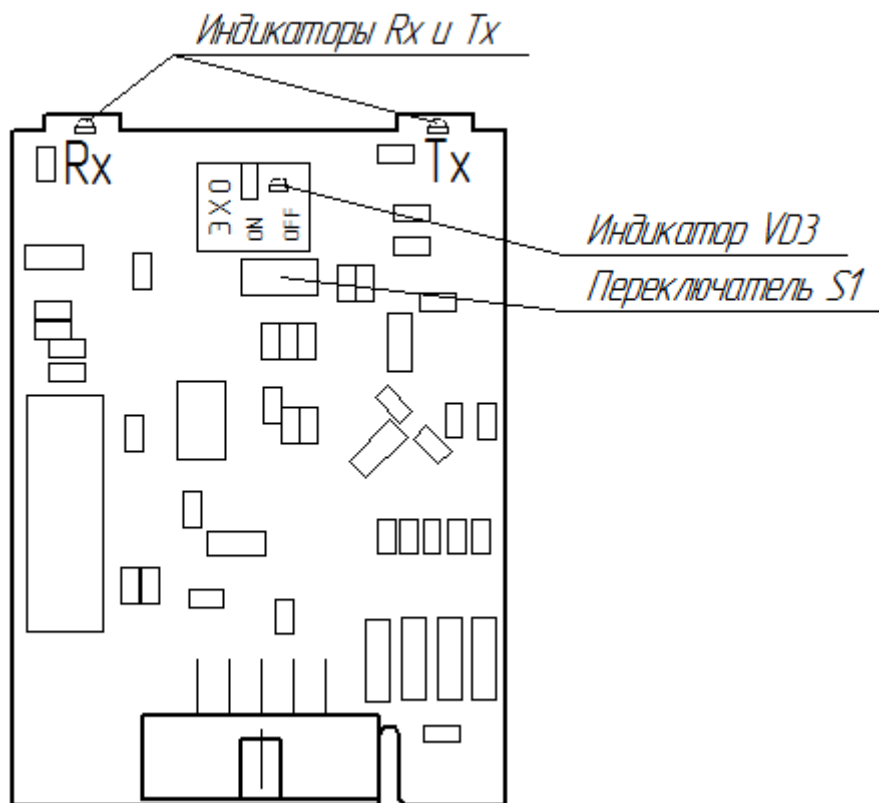 Индикаторы Rx и Tx
Rx
Tx
ЭХО
ON
OFF
Индикатор VD3
Переключатель S1